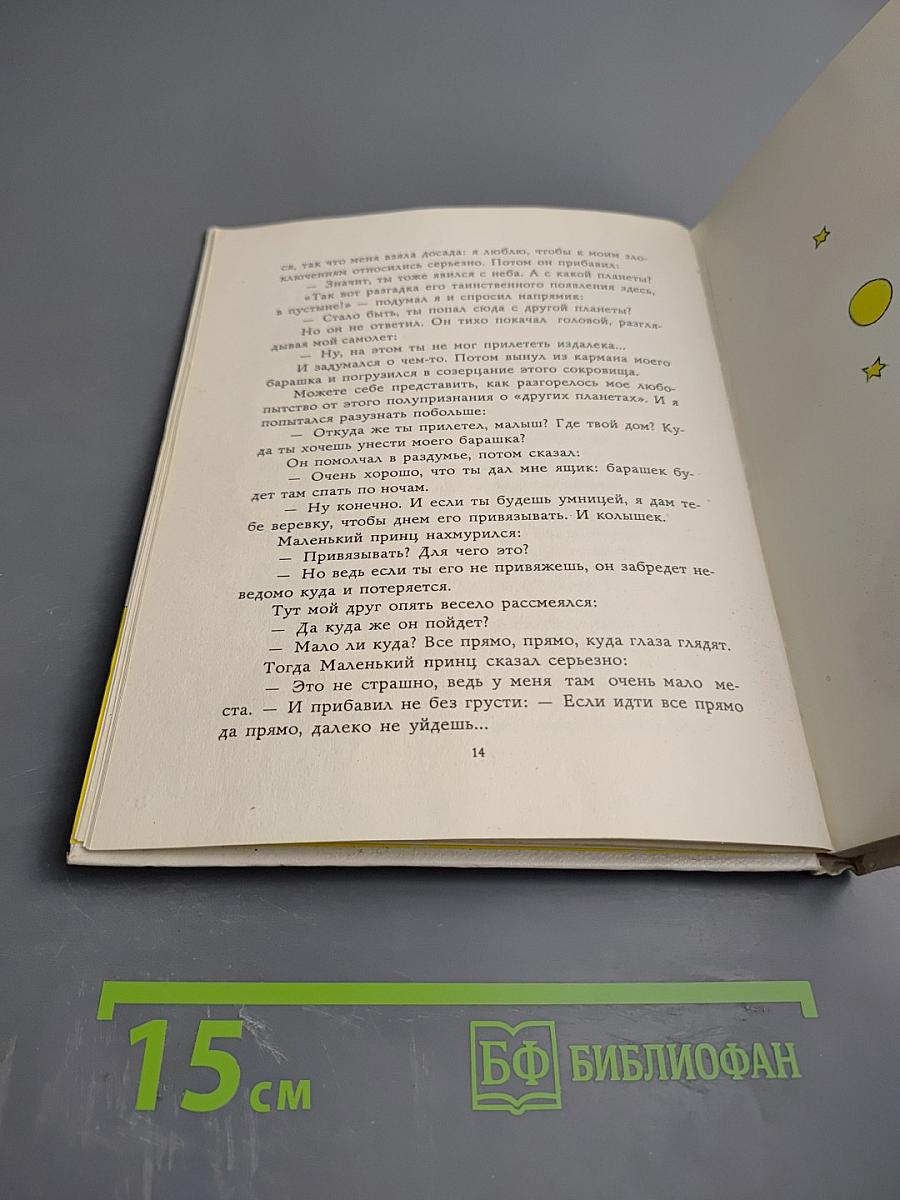 ся, так что меня взяла досада: я люблю, чтобы к моим зло-
ключениям относились серьезно. Потом он прибавил:
— Значит, ты тоже явился с неба. А с какой планеты?
«Так вот разгадка его таинственного появления здесь,
в пустыне!» — подумал я и спросил напрямик:
— Стало быть, ты попал сюда с другой планеты?
Но он не ответил. Он тихо покачал головой, разгля-
дывая мой самолет:
— Ну, на этом ты не мог прилететь издалека...
И задумался о чем-то. Потом вынул из кармана моего
барашка и погрузился в созерцание этого сокровища.
Можете себе представить, как разгорелось мое любо-
пытство от этого полупризнания о «других планетах». И я
попытался разузнать побольше:
— Откуда же ты прилетел, малыш? Где твой дом? Ку-
да ты хочешь унести моего барашка?
Он помолчал в раздумье, потом сказал:
— Очень хорошо, что ты дал мне ящик: барашек бу-
дет там спать по ночам.
— Ну конечно. И если ты будешь умницей, я дам те-
бе веревку, чтобы днем его привязывать. И колышек.
Маленький принц нахмурился:
— Привязывать? Для чего это?
— Но ведь если ты его не привяжешь, он забредет не-
ведомо куда и потеряется.
Тут мой друг опять весело рассмеялся:
— Да куда же он пойдет?
— Мало ли куда? Все прямо, прямо, куда глаза глядят.
Тогда Маленький принц сказал серьезно:
— Это не страшно, ведь у меня там очень мало ме-
ста. — И прибавил не без грусти: — Если идти все прямо
да прямо, далеко не уйдешь...
14
15 см
БФ БИБЛИОФАН